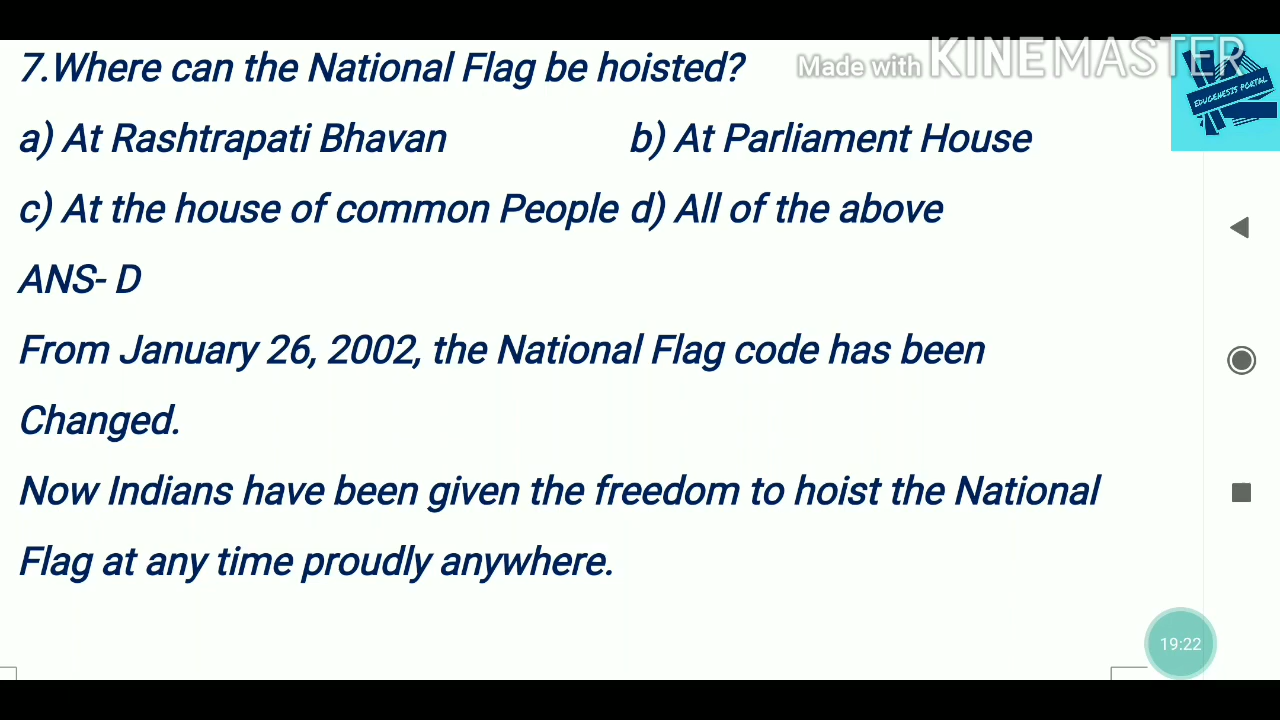 7.Where can the National Flag be hoisted?
Made with KINEMASTER
EDUGENESIS PORTAL
a) At Rashtrapati Bhavan b) At Parliament House
c) At the house of common People d) All of the above
ANS- D
From January 26, 2002, the National Flag code has been
Changed.
Now Indians have been given the freedom to hoist the National
Flag at any time proudly anywhere.
19:22